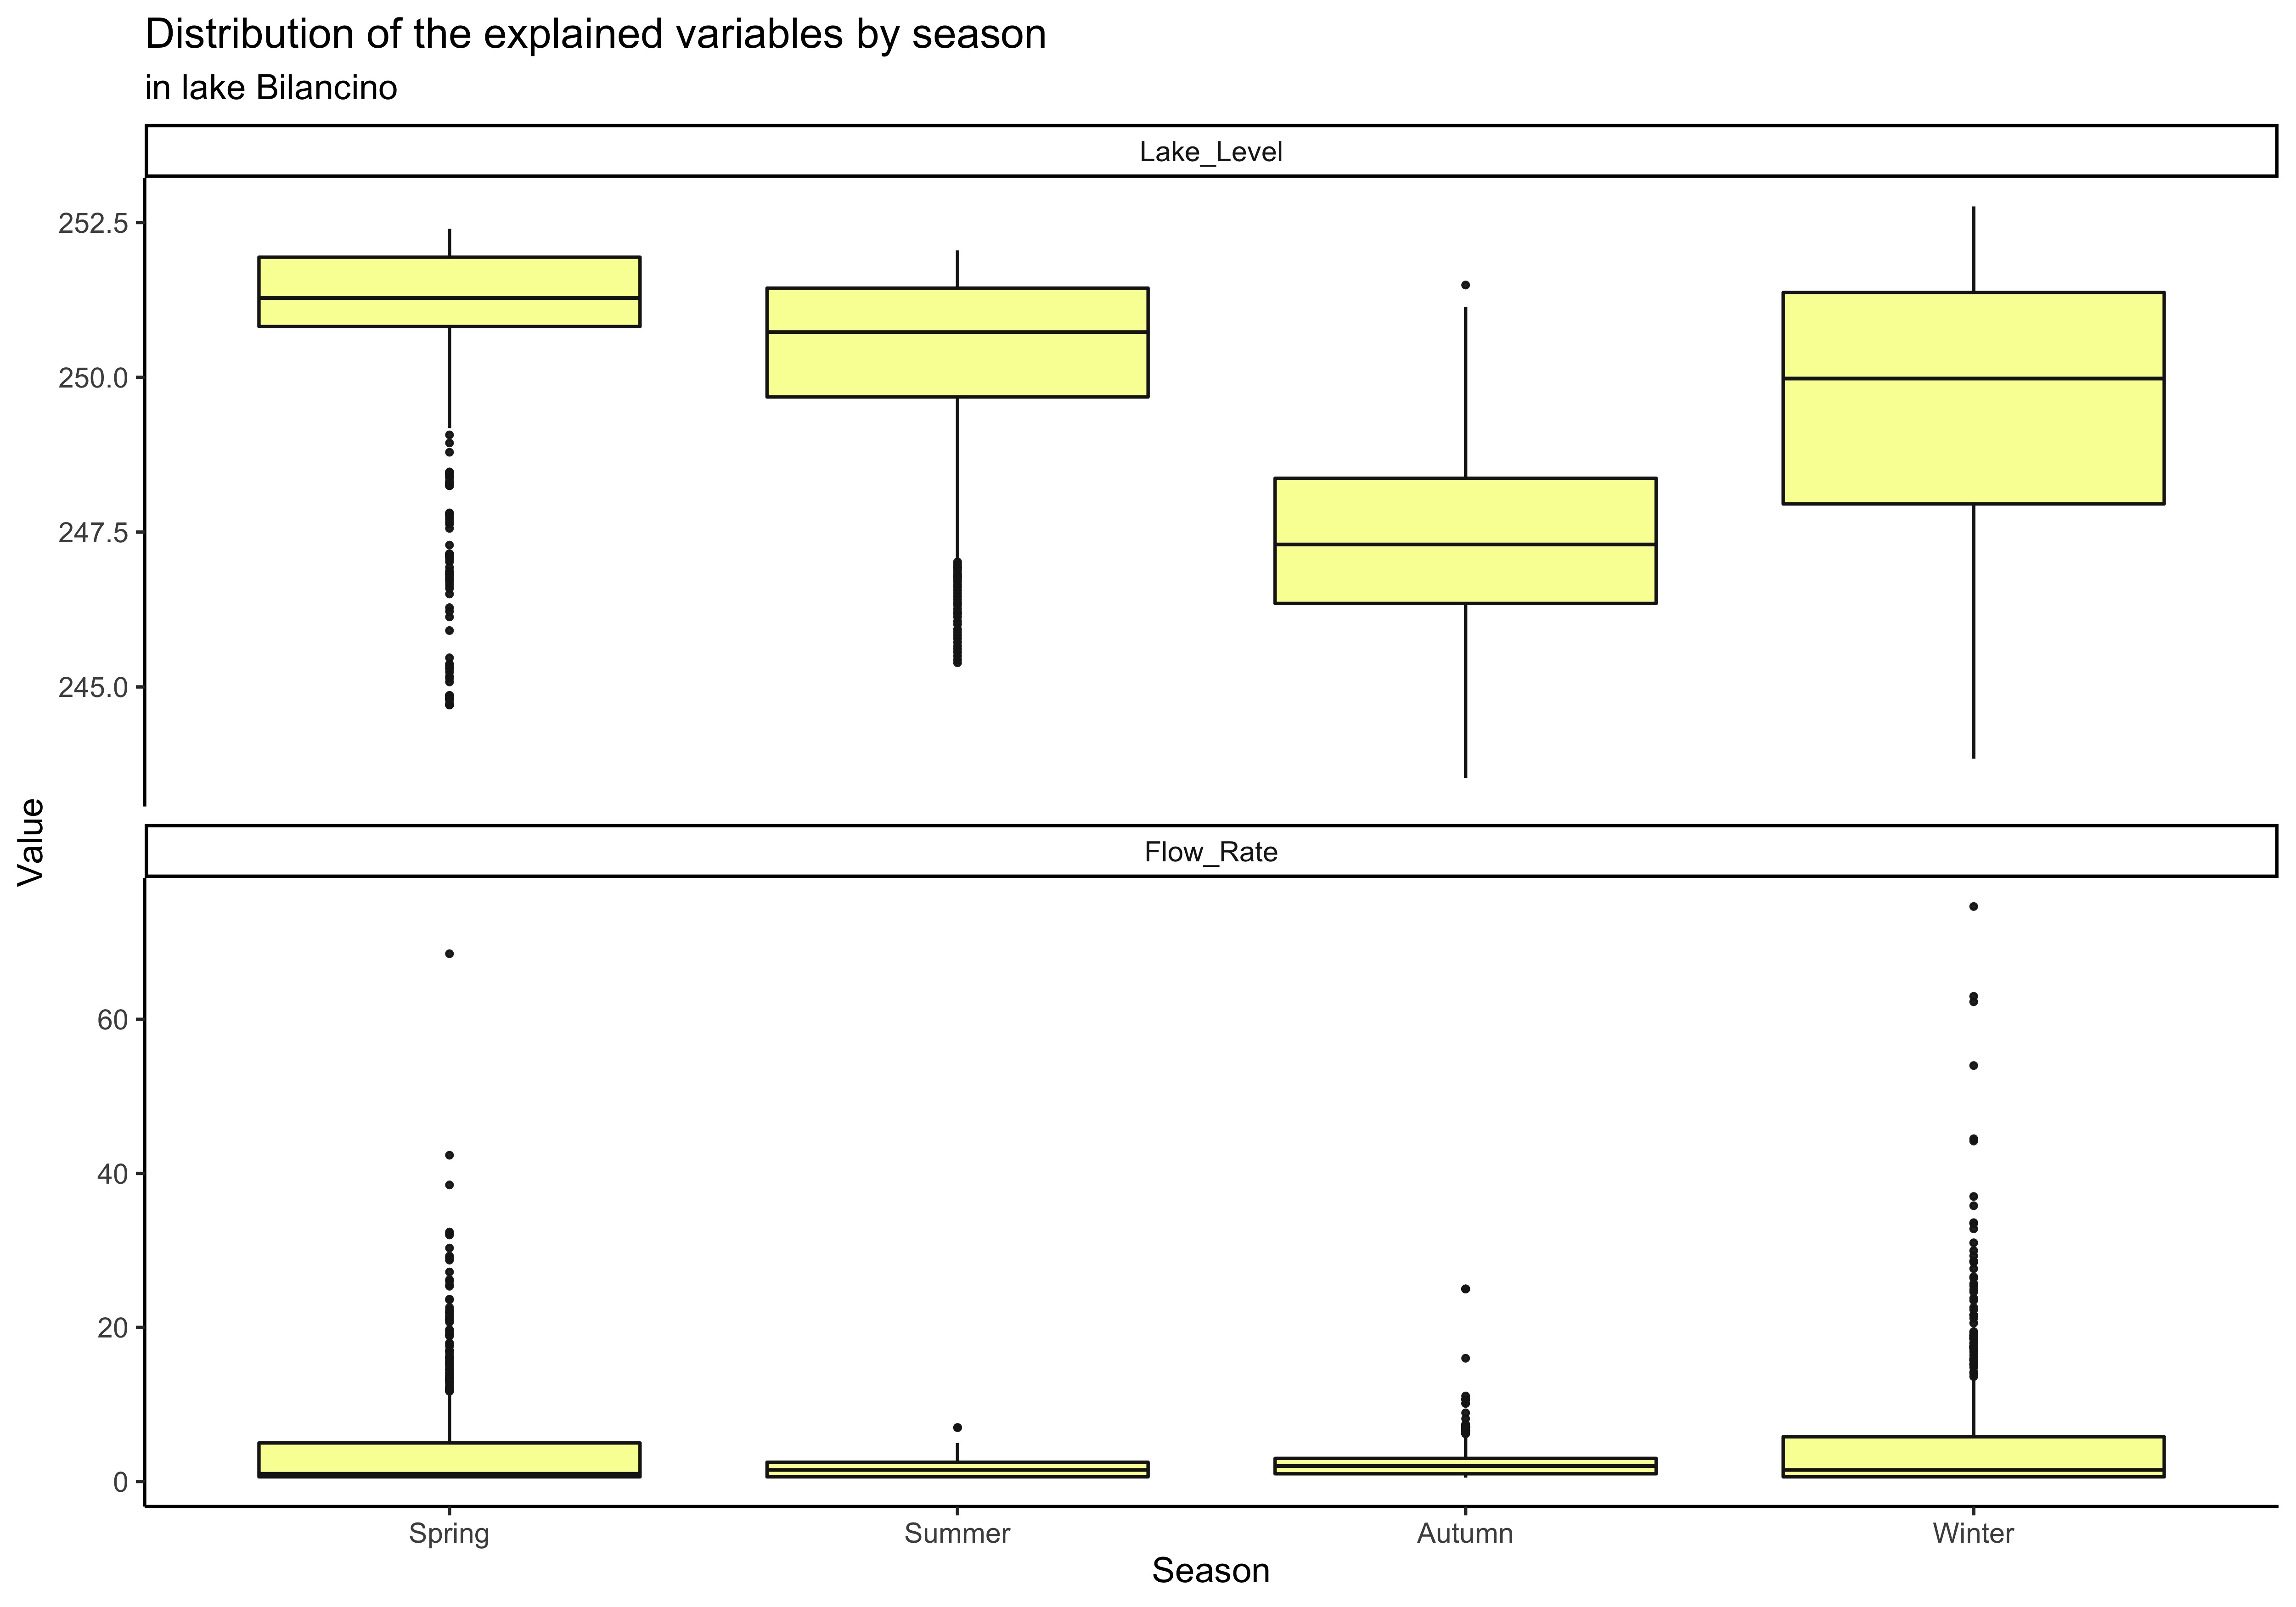 Distribution of the explained variables by season
in lake Bilancino
Lake_Level
252.5
250.0
247.5
245.0
Value
Flow_Rate
60
40
20
0
Spring Summer Autumn Winter
Season